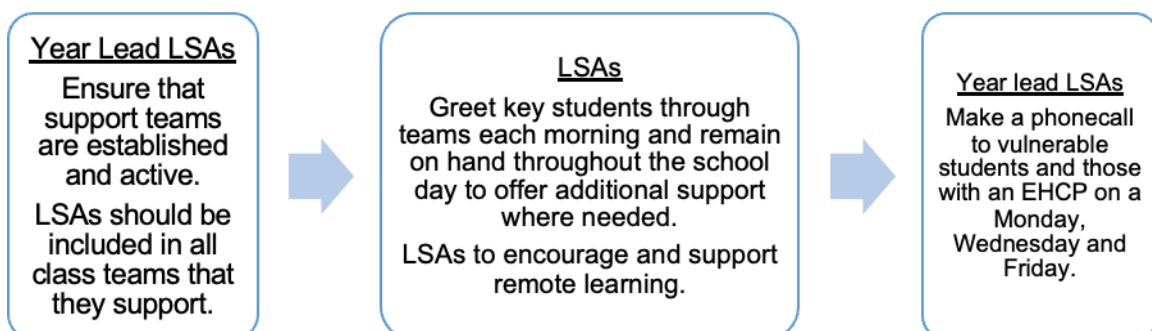 Year Lead LSAs
Ensure that
support teams
are established
and active.
LSAs should be
included in all
class teams that
they support.
LSAs
Greet key students through
teams each morning and remain
on hand throughout the school
day to offer additional support
where needed.
LSAs to encourage and support
remote learning.
Year lead LSAs
Make a phonecall
to vulnerable
students and those
with an EHCP on a
Monday,
Wednesday and
Friday.